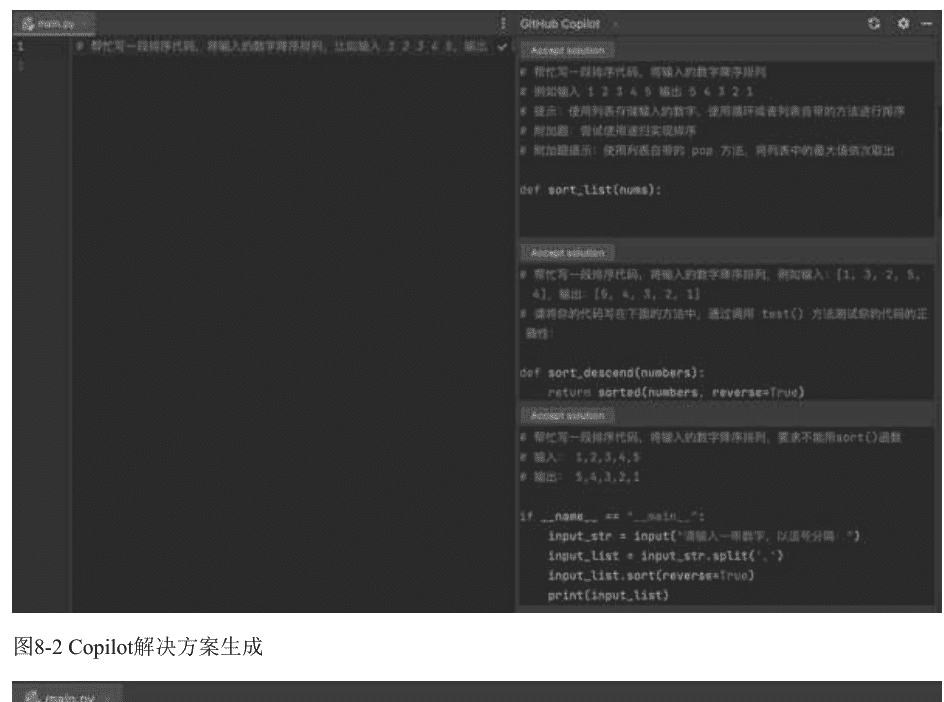 main.py
GitHub Copilot
1
# 帮忙写一段排序代码, 将输入的数字降序排列, 比如输入 1 2 3 4 5, 输出
Accept solution
# 帮忙写一段排序代码, 将输入的数字降序排列
# 例如输入 1 2 3 4 5 输出 5 4 3 2 1
# 提示: 使用列表存储输入的数字, 使用循环或者列表自带的方法进行排序
# 附加题: 尝试使用递归实现排序
# 附加题提示: 使用列表自带的 pop 方法, 将列表中的最大值依次取出
def sort_list(nums):
Accept solution
# 帮忙写一段排序代码, 将输入的数字降序排列, 例如输入: [1, 3, 2, 5,
4], 输出: [5, 4, 3, 2, 1]
# 请将你的代码写在下面的方法中, 通过调用 test() 方法测试你的代码的正
确性:
def sort_descend(numbers):
return sorted(numbers, reverse=True)
Accept solution
# 帮忙写一段排序代码, 将输入的数字降序排列, 要求不能用sort()函数
# 输入: 1,2,3,4,5
# 输出: 5,4,3,2,1
if __name__ == "__main__":
input_str = input("请输入一串数字, 以逗号分隔:")
input_list = input_str.split(',')
input_list.sort(reverse=True)
print(input_list)
图8-2 Copilot解决方案生成
main.py